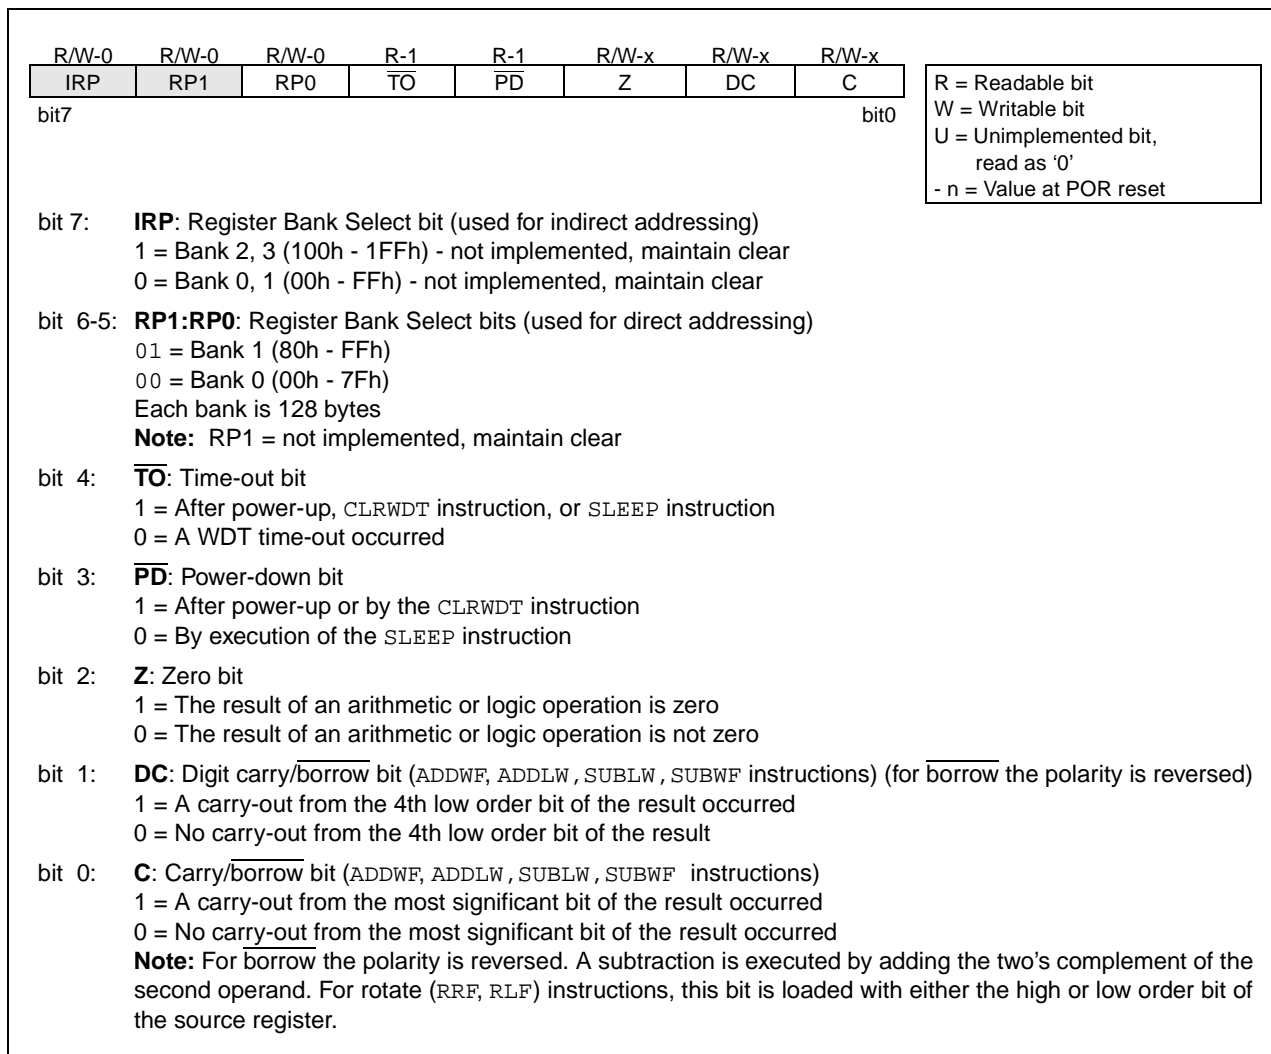 R/W-0 R/W-0 R/W-0 R-1 R-1 R/W-x R/W-x R/W-x
IRP RP1 RP0 T̅O̅ P̅D̅ Z DC C
bit7 bit0
R = Readable bit
W = Writable bit
U = Unimplemented bit,
read as ‘0’
- n = Value at POR reset
bit 7: IRP: Register Bank Select bit (used for indirect addressing)
1 = Bank 2, 3 (100h - 1FFh) - not implemented, maintain clear
0 = Bank 0, 1 (00h - FFh) - not implemented, maintain clear
bit 6-5: RP1:RP0: Register Bank Select bits (used for direct addressing)
01 = Bank 1 (80h - FFh)
00 = Bank 0 (00h - 7Fh)
Each bank is 128 bytes
Note: RP1 = not implemented, maintain clear
bit 4: T̅O̅: Time-out bit
1 = After power-up, CLRWDT instruction, or SLEEP instruction
0 = A WDT time-out occurred
bit 3: P̅D̅: Power-down bit
1 = After power-up or by the CLRWDT instruction
0 = By execution of the SLEEP instruction
bit 2: Z: Zero bit
1 = The result of an arithmetic or logic operation is zero
0 = The result of an arithmetic or logic operation is not zero
bit 1: DC: Digit carry/b̅o̅r̅r̅o̅w̅ bit (ADDWF, ADDLW, SUBLW, SUBWF instructions) (for b̅o̅r̅r̅o̅w̅ the polarity is reversed)
1 = A carry-out from the 4th low order bit of the result occurred
0 = No carry-out from the 4th low order bit of the result
bit 0: C: Carry/b̅o̅r̅r̅o̅w̅ bit (ADDWF, ADDLW, SUBLW, SUBWF instructions)
1 = A carry-out from the most significant bit of the result occurred
0 = No carry-out from the most significant bit of the result occurred
Note: For b̅o̅r̅r̅o̅w̅ the polarity is reversed. A subtraction is executed by adding the two’s complement of the
second operand. For rotate (RRF, RLF) instructions, this bit is loaded with either the high or low order bit of
the source register.